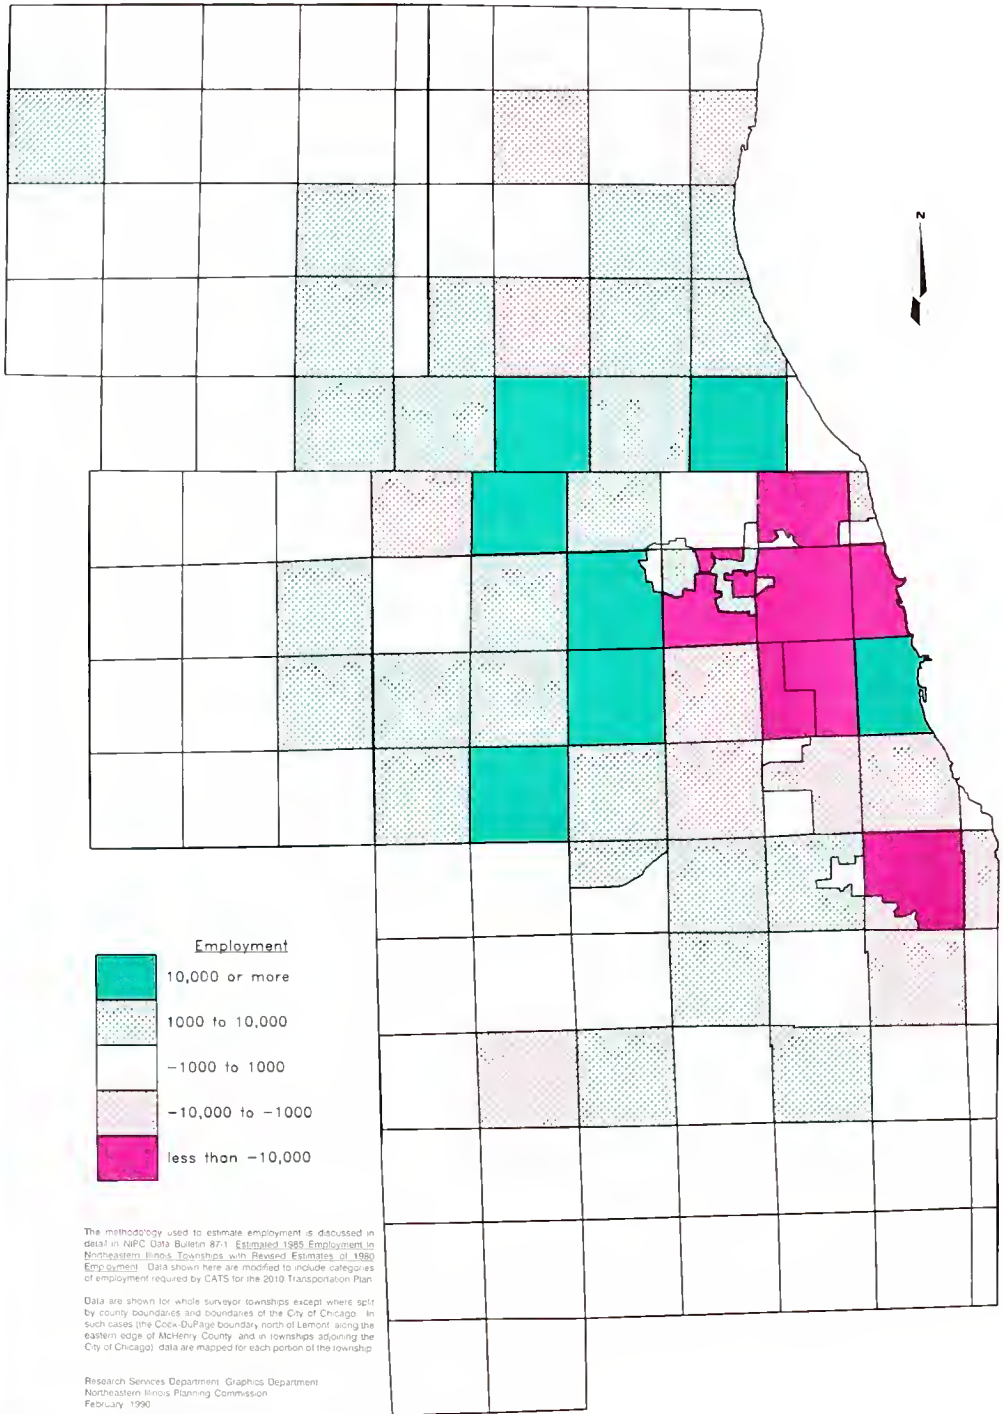 N
Employment
10,000 or more
1000 to 10,000
-1000 to 1000
-10,000 to -1000
less than -10,000
The methodology used to estimate employment is discussed in
detail in NIPC Data Bulletin 87-1 Estimated 1985 Employment in
Northeastern Illinois Townships with Revised Estimates of 1980
Employment. Data shown here are modified to include categories
of employment required by CATS for the 2010 Transportation Plan
Data are shown for whole surveyor townships except where split
by county boundaries and boundaries of the City of Chicago. In
such cases (the Cook-DuPage boundary north of Lemont along the
eastern edge of McHenry County and in townships adjoining the
City of Chicago) data are mapped for each portion of the township
Research Services Department Graphics Department
Northeastern Illinois Planning Commission
February 1990